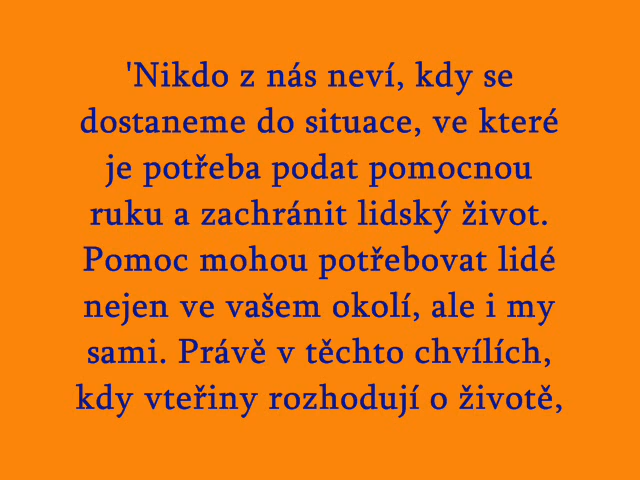 'Nikdo z nás neví, kdy se
dostaneme do situace, ve které
je potřeba podat pomocnou
ruku a zachránit lidský život.
Pomoc mohou potřebovat lidé
nejen ve vašem okolí, ale i my
sami. Právě v těchto chvílích,
kdy vteřiny rozhodují o životě,